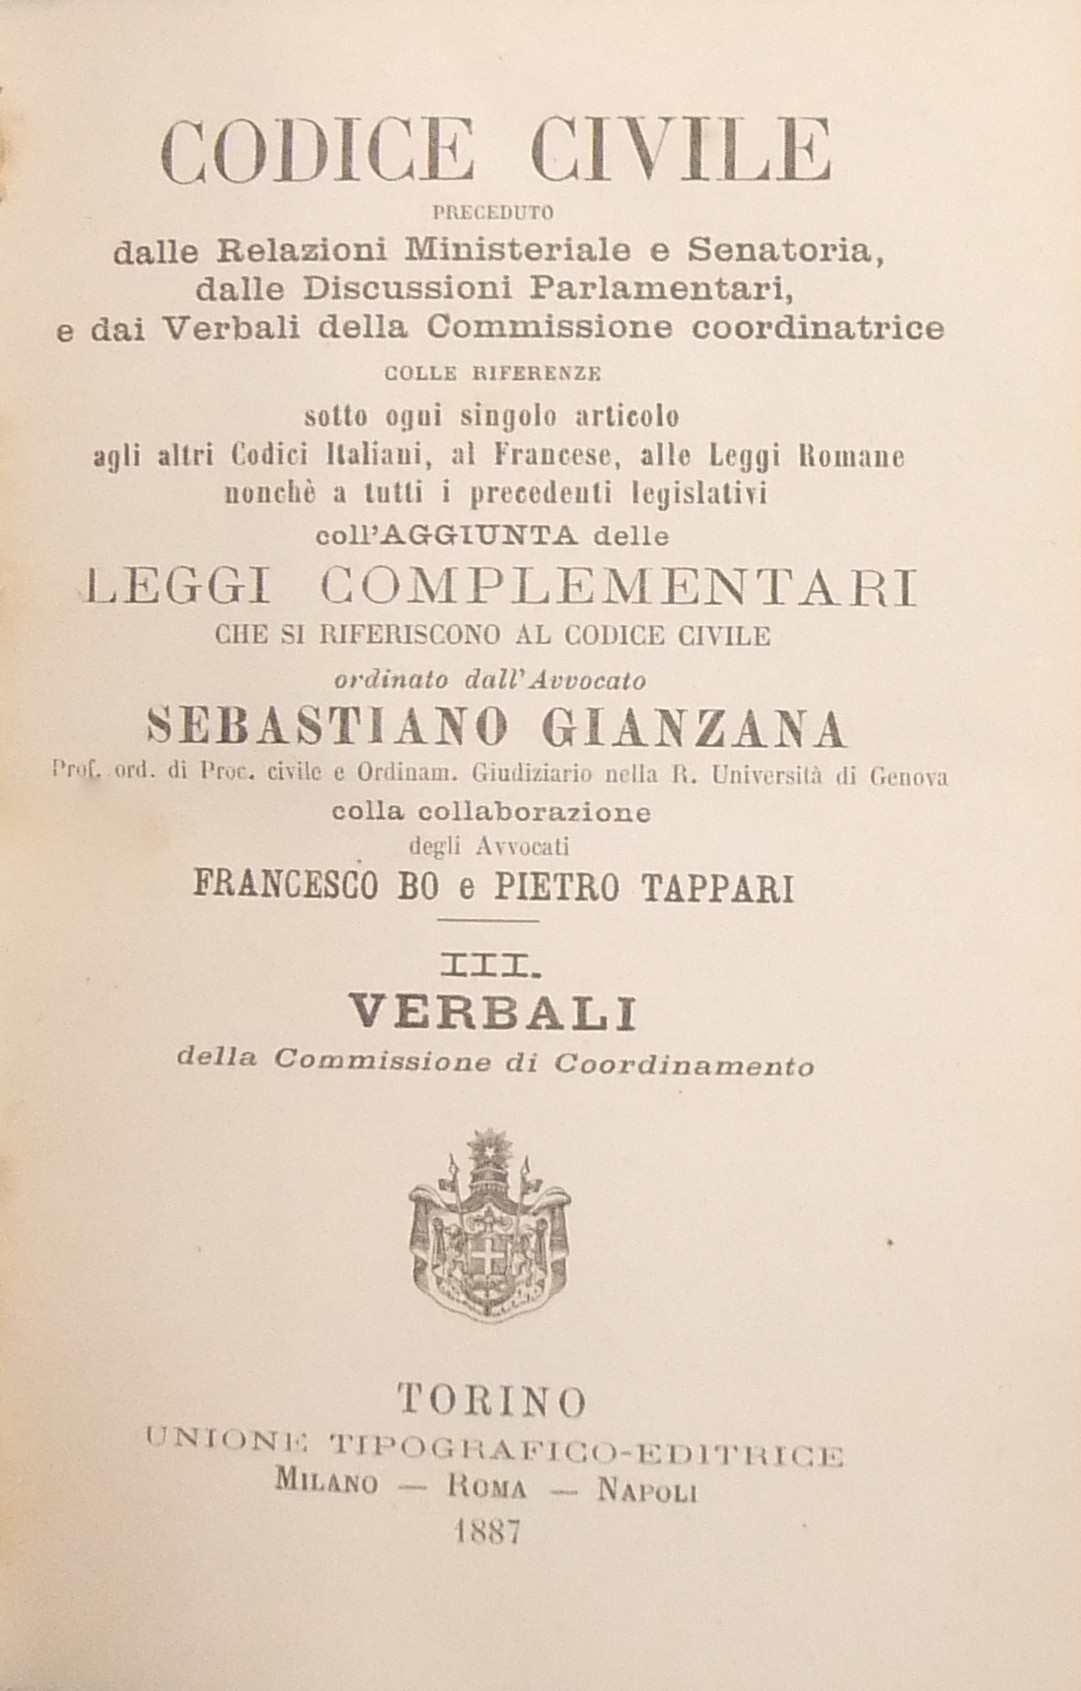 CODICE CIVILE
PRECEDUTO
dalle Relazioni Ministeriale e Senatoria,
dalle Discussioni Parlamentari,
e dai Verbali della Commissione coordinatrice
COLLE RIFERENZE
sotto ogni singolo articolo
agli altri Codici Italiani, al Francese, alle Leggi Romane
nonchè a tutti i precedenti legislativi
coll'AGGIUNTA delle
LEGGI COMPLEMENTARI
CHE SI RIFERISCONO AL CODICE CIVILE
ordinato dall'Avvocato
SEBASTIANO GIANZANA
Prof. ord. di Proc. civile e Ordinam. Giudiziario nella R. Università di Genova
colla collaborazione
degli Avvocati
FRANCESCO BO e PIETRO TAPPARI
III.
VERBALI
della Commissione di Coordinamento
TORINO
UNIONE TIPOGRAFICO-EDITRICE
MILANO — ROMA — NAPOLI
1887